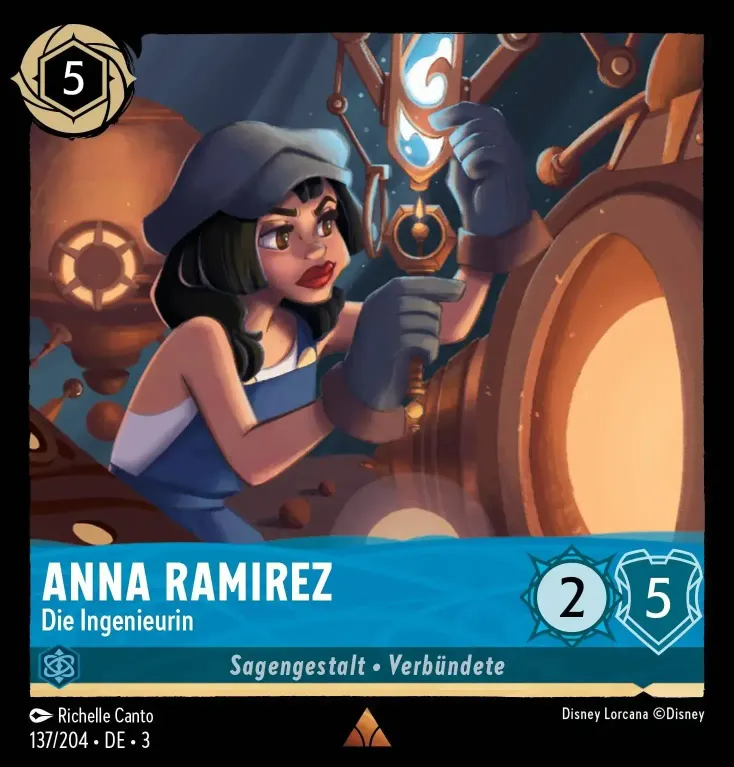 5
ANNA RAMIREZ
Die Ingenieurin
2
5
Sagengestalt • Verbündete
Richelle Canto
137/204 • DE • 3
Disney Lorcana ©Disney